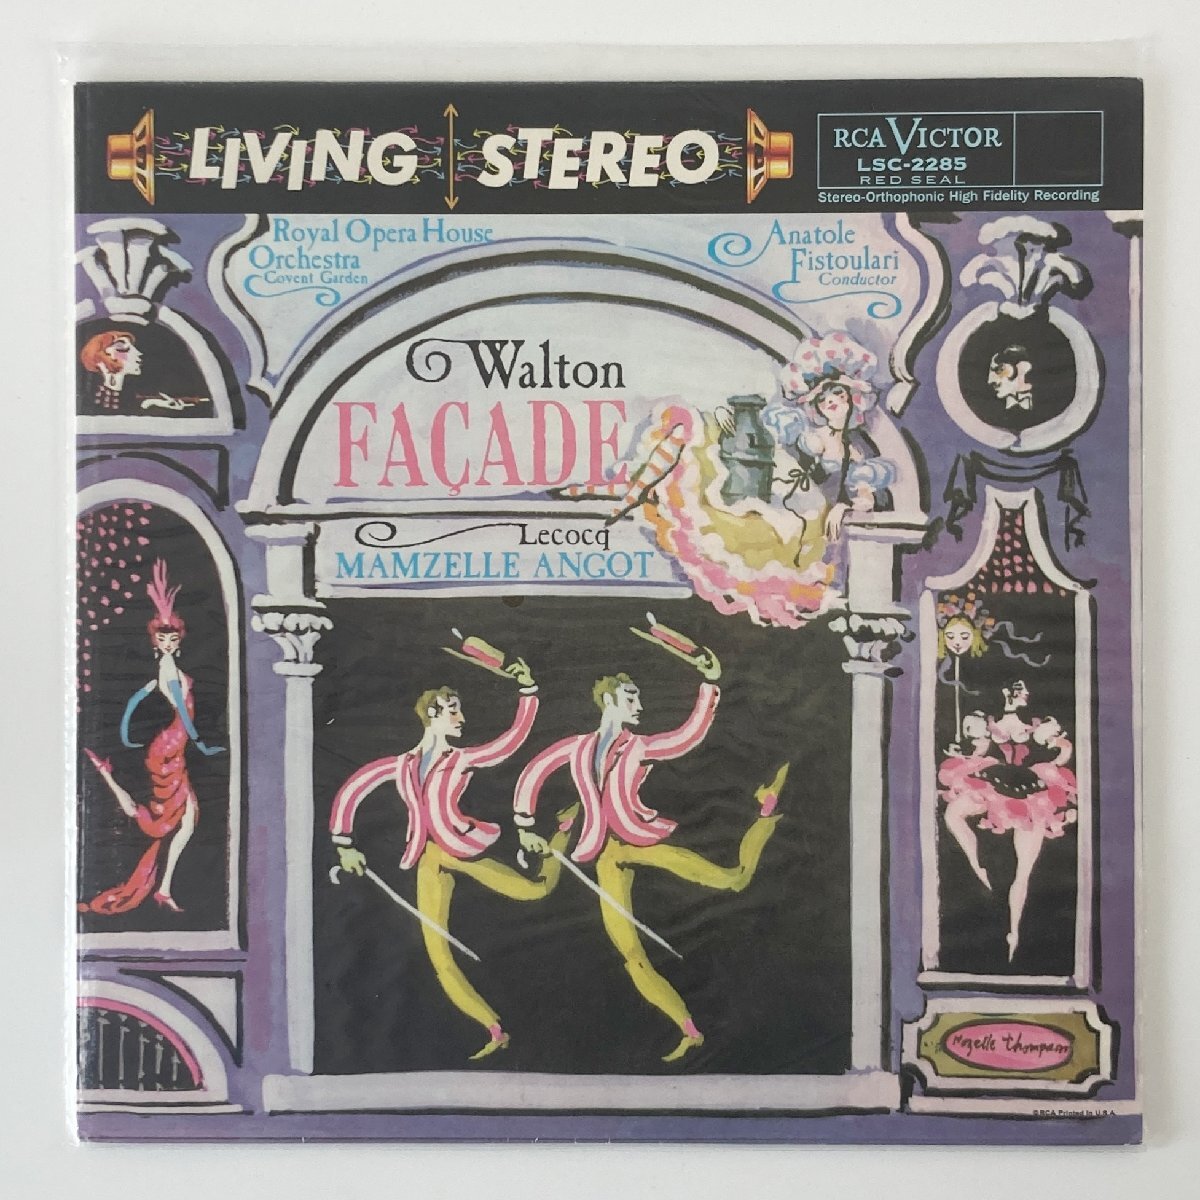 LIVING STEREO
RCA VICTOR
LSC-2285
RED SEAL
Stereo-Orthophonic High Fidelity Recording
Royal Opera House
Orchestra
Covent Garden
Anatole
Fistoulari
Conductor
Walton
FAÇADE
Lecocq
MAMZELLE ANGOT
Mozelle Thompson
©RCA Printed in U.S.A.